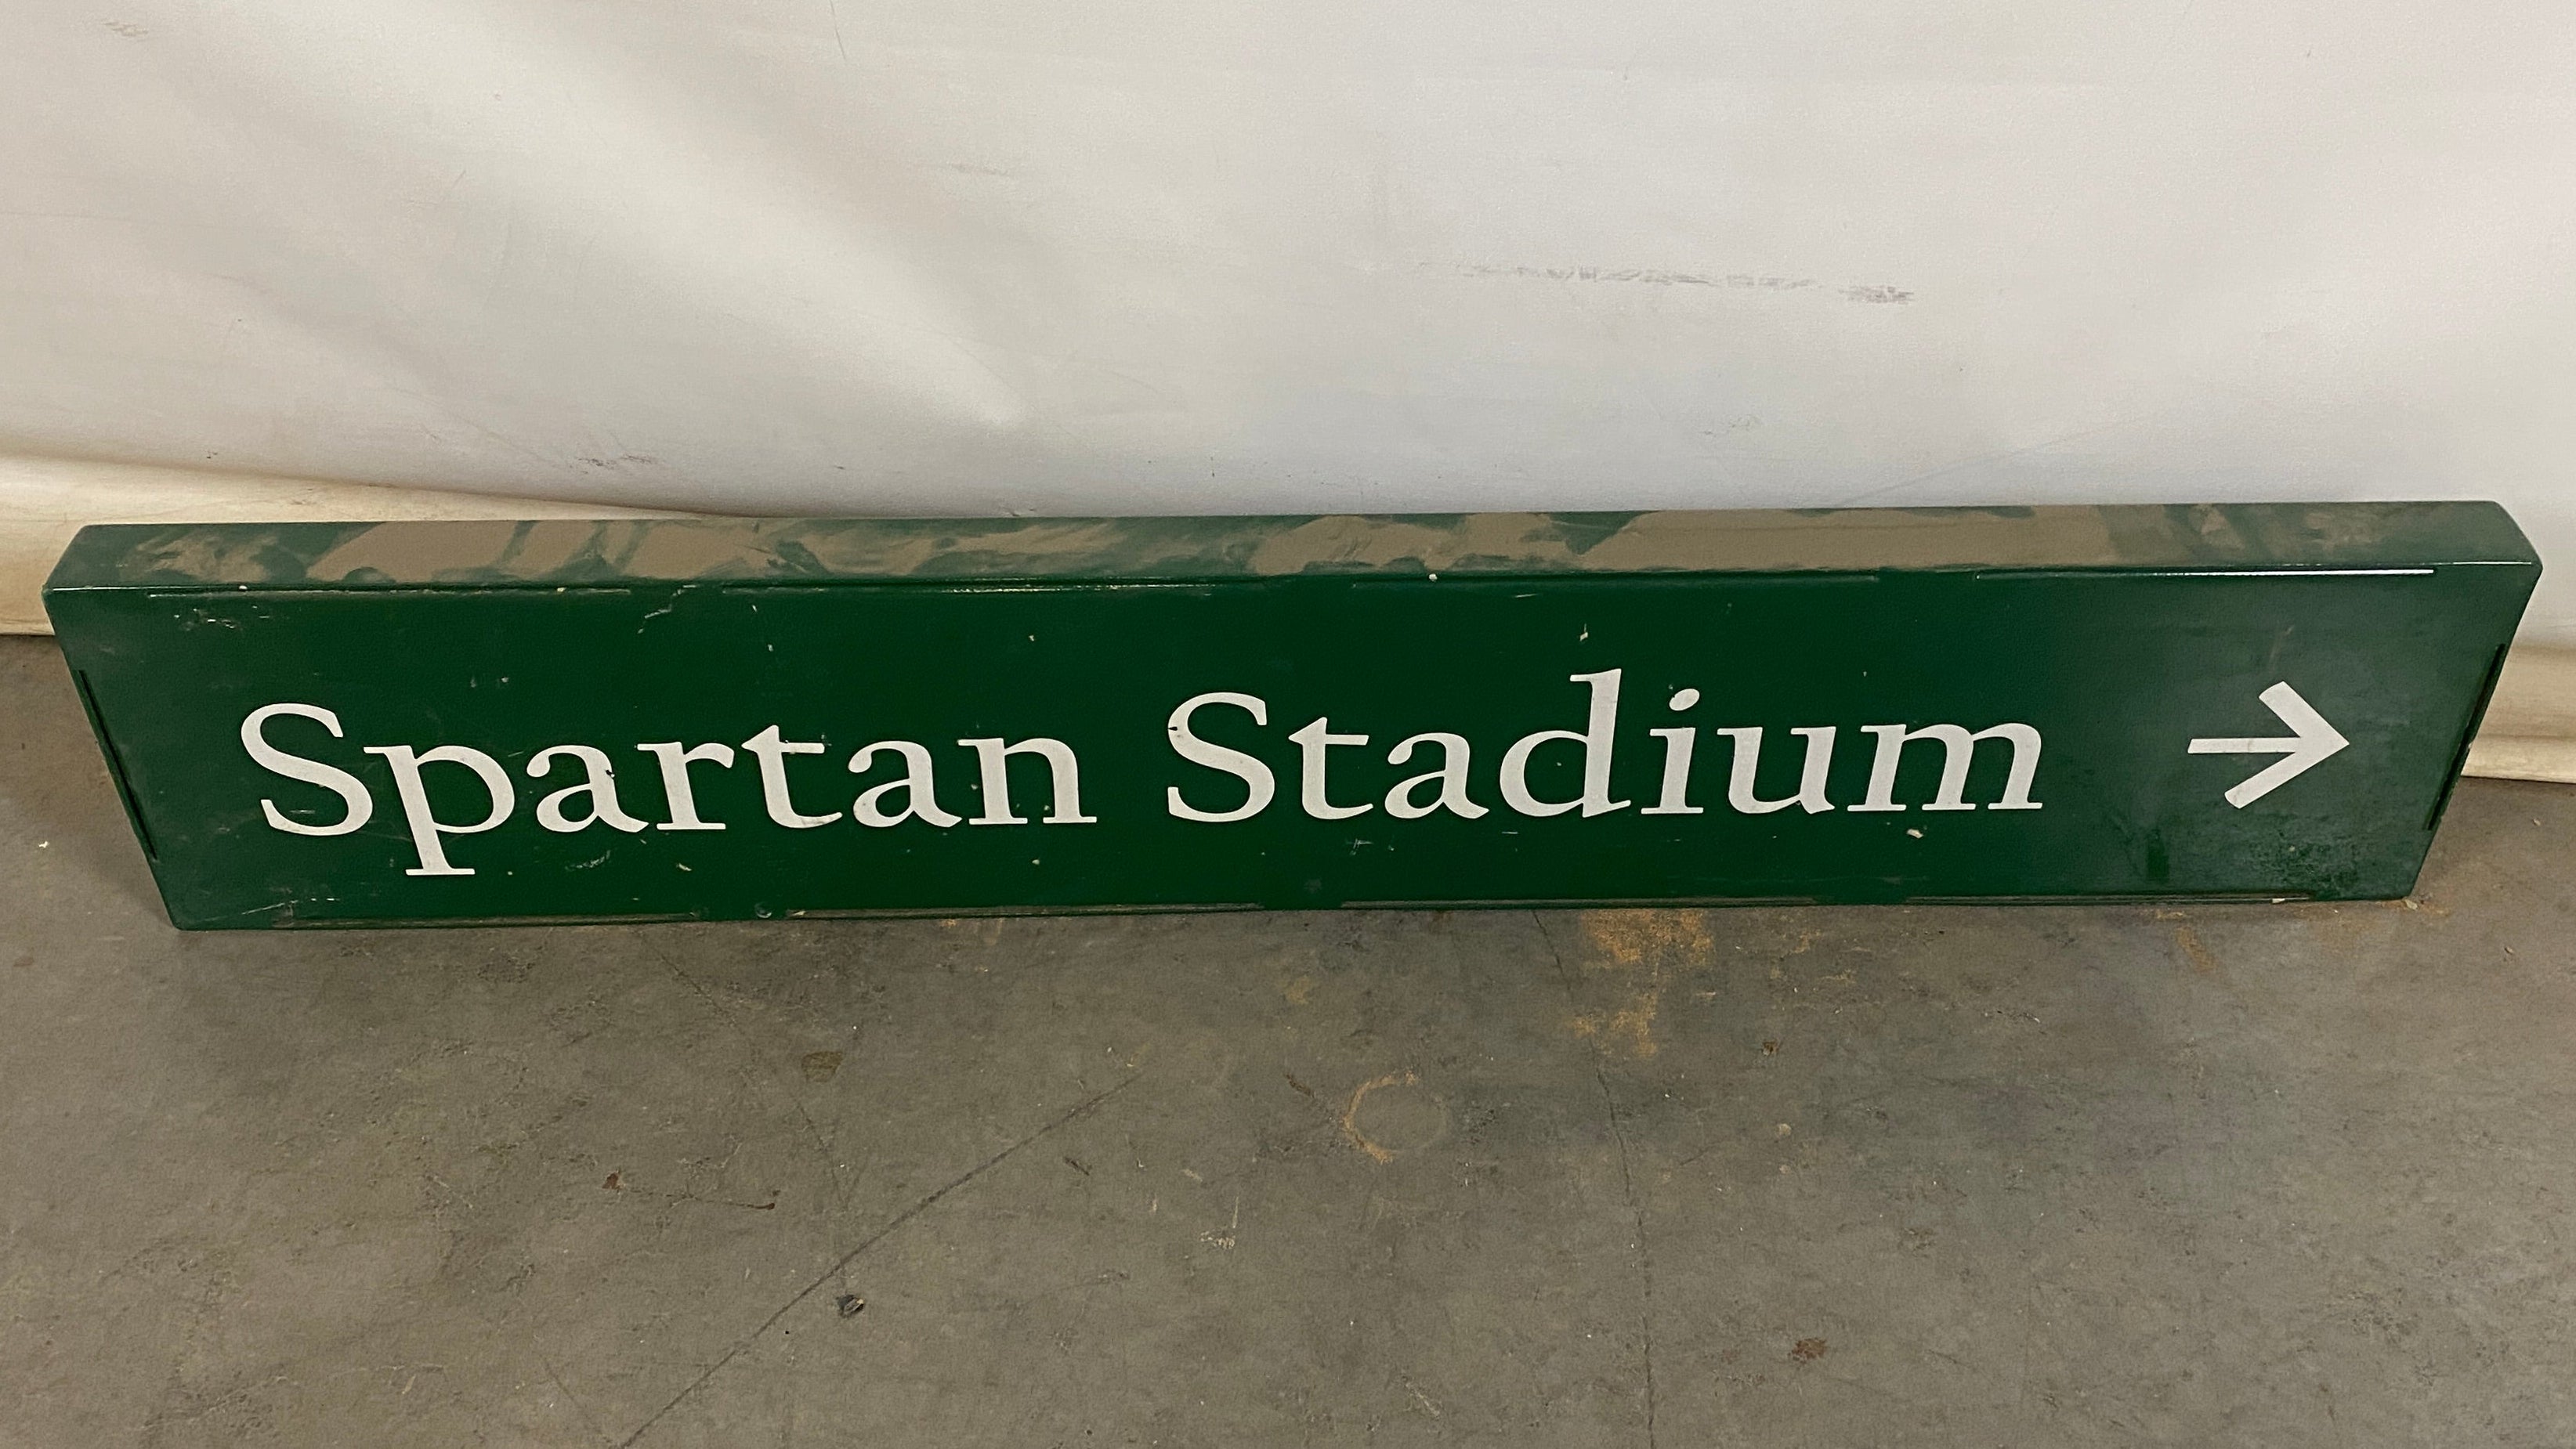 Spartan Stadium →